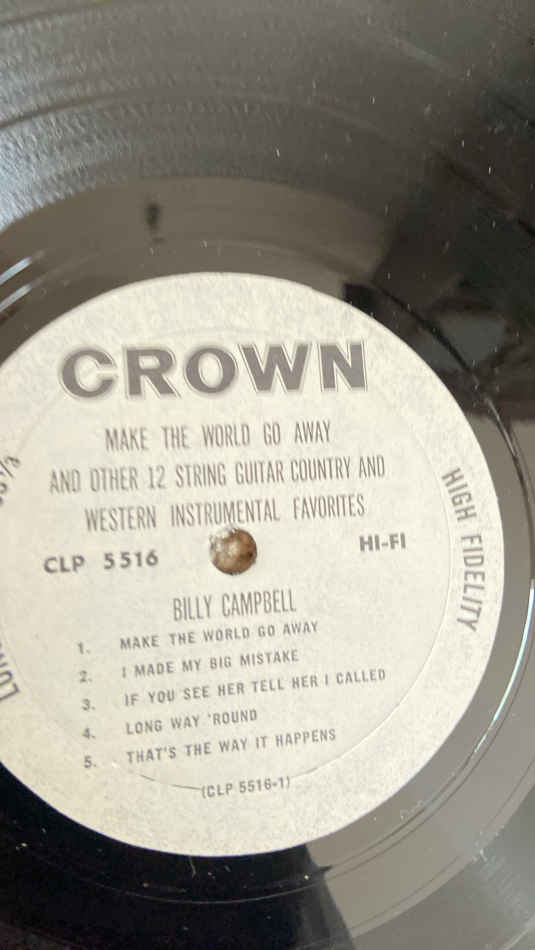 CROWN
MAKE THE WORLD GO AWAY
AND OTHER 12 STRING GUITAR COUNTRY AND
WESTERN INSTRUMENTAL FAVORITES
CLP 5516
HI-FI
HIGH FIDELITY
BILLY CAMPBELL
1. MAKE THE WORLD GO AWAY
2. I MADE MY BIG MISTAKE
3. IF YOU SEE HER TELL HER I CALLED
4. LONG WAY 'ROUND
5. THAT'S THE WAY IT HAPPENS
(CLP 5516-1)